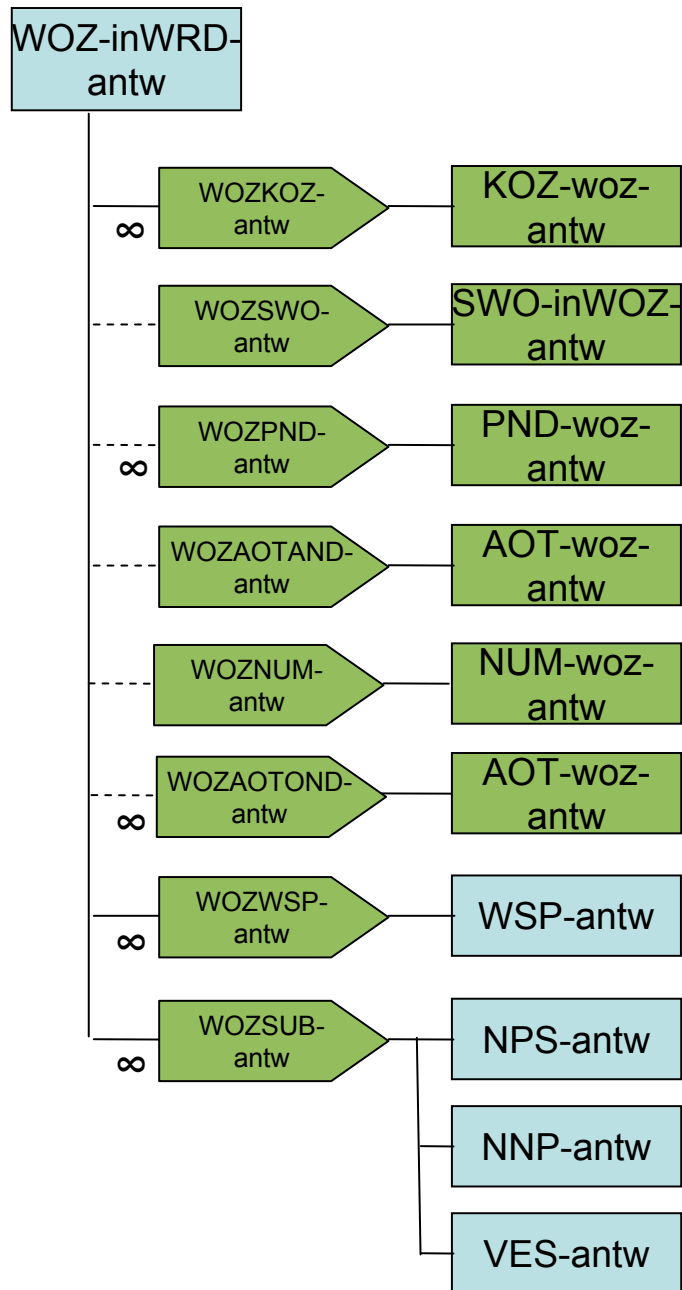 WOZ-inWRD-
antw
WOZKOZ-
antw
KOZ-woz-
antw
∞
WOZSWO-
antw
SWO-inWOZ-
antw
WOZPND-
antw
PND-woz-
antw
∞
WOZAOTAND-
antw
AOT-woz-
antw
WOZNUM-
antw
NUM-woz-
antw
WOZAOTOND-
antw
AOT-woz-
antw
∞
WOZWSP-
antw
WSP-antw
∞
WOZSUB-
antw
NPS-antw
∞
NNP-antw
VES-antw